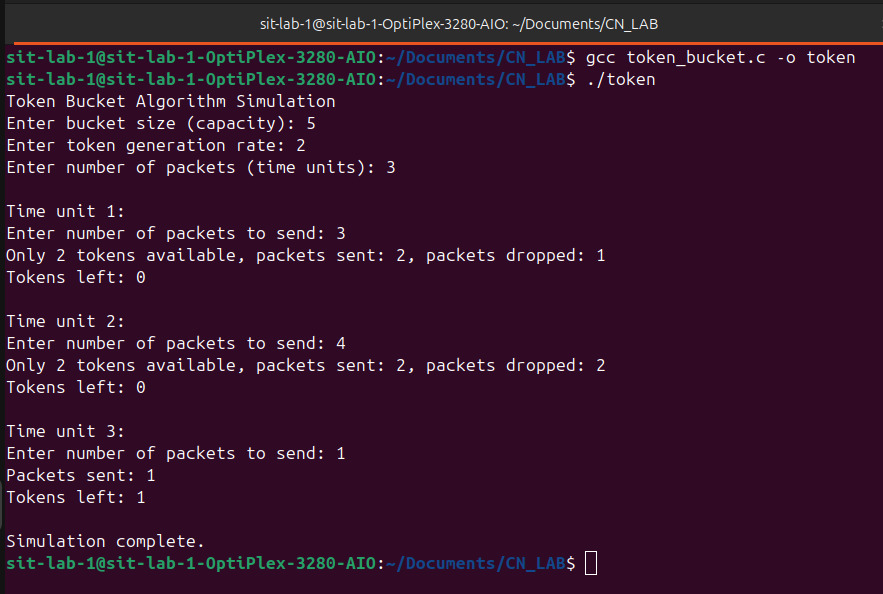 sit-lab-1@sit-lab-1-OptiPlex-3280-AIO: ~/Documents/CN_LAB
sit-lab-1@sit-lab-1-OptiPlex-3280-AIO:~/Documents/CN_LAB$ gcc token_bucket.c -o token
sit-lab-1@sit-lab-1-OptiPlex-3280-AIO:~/Documents/CN_LAB$ ./token
Token Bucket Algorithm Simulation
Enter bucket size (capacity): 5
Enter token generation rate: 2
Enter number of packets (time units): 3

Time unit 1:
Enter number of packets to send: 3
Only 2 tokens available, packets sent: 2, packets dropped: 1
Tokens left: 0

Time unit 2:
Enter number of packets to send: 4
Only 2 tokens available, packets sent: 2, packets dropped: 2
Tokens left: 0

Time unit 3:
Enter number of packets to send: 1
Packets sent: 1
Tokens left: 1

Simulation complete.
sit-lab-1@sit-lab-1-OptiPlex-3280-AIO:~/Documents/CN_LAB$